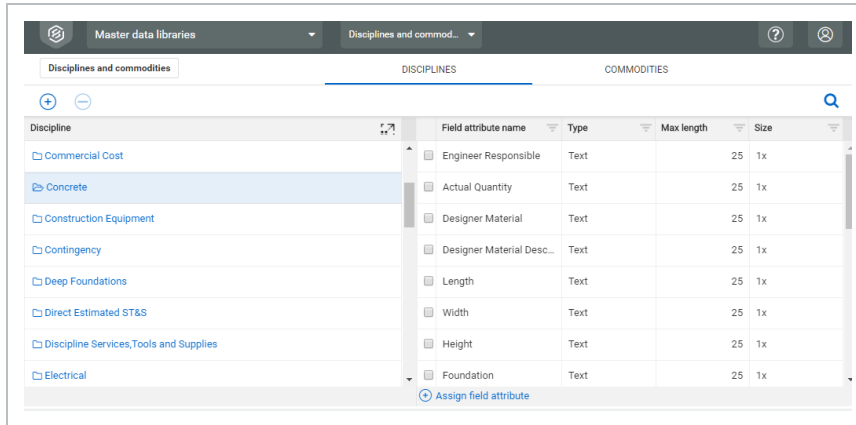 Master data libraries Disciplines and commod...
Disciplines and commodities DISCIPLINES COMMODITIES
Discipline Field attribute name Type Max length Size
Commercial Cost Engineer Responsible Text 25 1x
Concrete Actual Quantity Text 25 1x
Construction Equipment Designer Material Text 25 1x
Contingency Designer Material Desc... Text 25 1x
Deep Foundations Length Text 25 1x
Direct Estimated ST&S Width Text 25 1x
Discipline Services,Tools and Supplies Height Text 25 1x
Electrical Foundation Text 25 1x
Assign field attribute